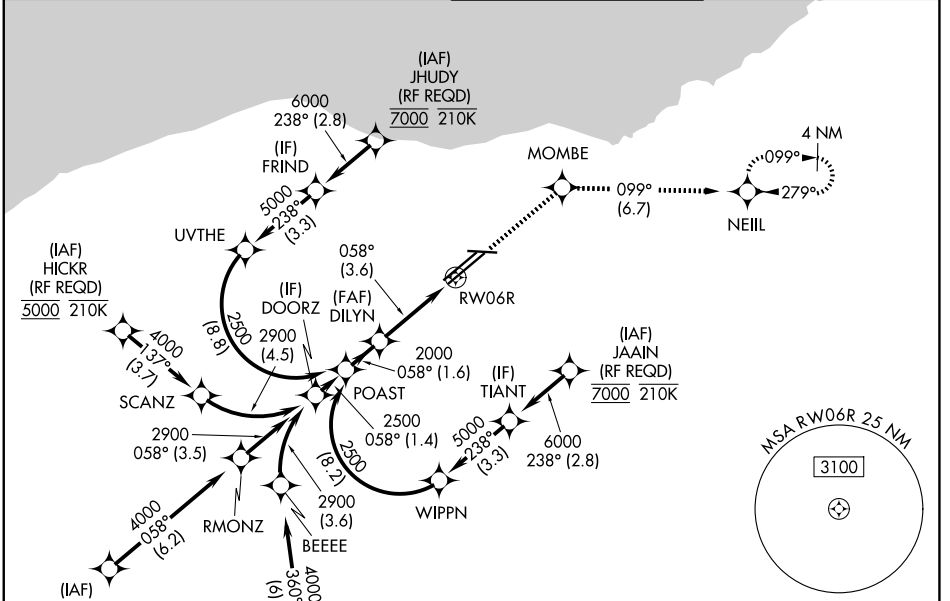 (IAF)
JHUDY
(RF REQD)
7000 210K
6000
238° (2.8)
(IF)
FRIND
5000
238°
(3.3)
UVTHE
MOMBE
4 NM
099°
279°
099°
(6.7)
NEIIL
(IAF)
HICKR
(RF REQD)
5000 210K
4000
137°
(3.7)
SCANZ
2500
(8.8)
(IF)
DOORZ
2900
(4.5)
058°
(3.6)
(FAF)
DILYN
RW06R
2000
058° (1.6)
POAST
2500
058° (1.4)
(IF)
TIANT
(IAF)
JAAIN
(RF REQD)
7000 210K
6000
238° (2.8)
5000
238°
(3.3)
WIPPN
2500
(8.2)
2900
058° (3.5)
RMONZ
2900
(3.6)
BEEEE
4000
058°
(6.2)
(IAF)
4000
360°
(6)
MSA RW06R 25 NM
3100